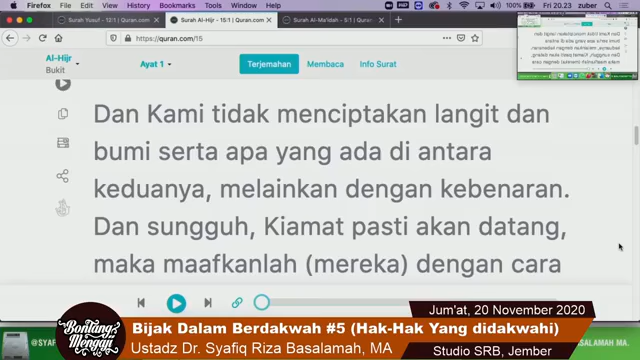 Firefox File Edit View History Bookmarks Tools Window Help
100% Fri 20.23 zuber
Surah Yusuf - 12:1 | Quran.com
Surah Al-Hijr - 15:1 | Quran.com
Surah Al-Ma'idah - 5:1 | Quran.com
https://quran.com/15
Al-Hijr
Bukit
Ayat 1
Terjemahan
Membaca
Info Surat
Dan Kami tidak menciptakan langit dan
bumi serta apa yang ada di antara
keduanya, melainkan dengan kebenaran.
Dan sungguh, Kiamat pasti akan datang,
maka maafkanlah (mereka) dengan cara
Bontang
Mengaji
Jum'at, 20 November 2020
Bijak Dalam Berdakwah #5 (Hak-Hak Yang didakwahi)
Ustadz Dr. Syafiq Riza Basalamah, MA
Studio SRB, Jember